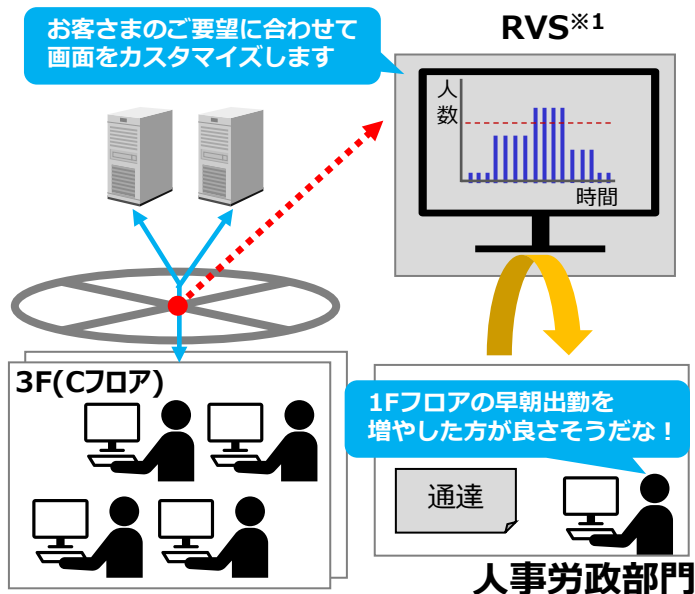 お客さまのご要望に合わせて
画面をカスタマイズします
RVS※1
人数
時間
3F(Cフロア)
1Fフロアの早朝出勤を
増やした方が良さそうだな！
通達
人事労政部門